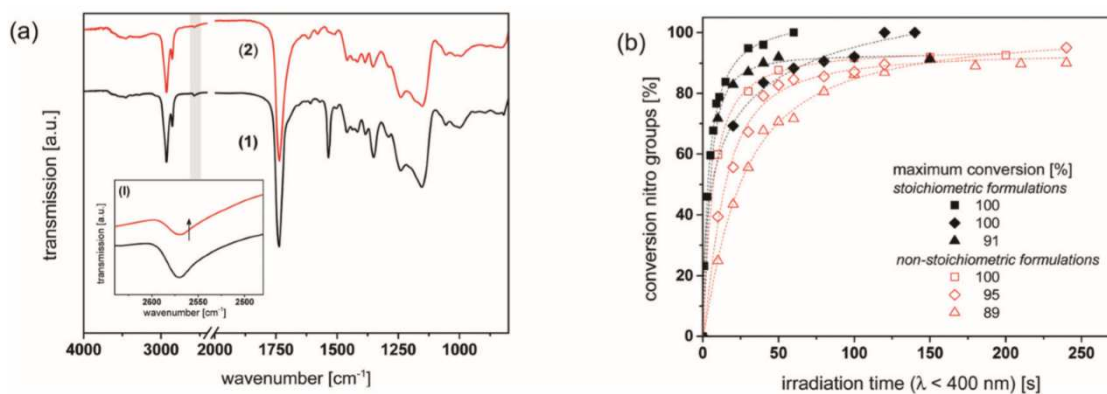 (a)
transmission [a.u.]
(2)
(1)
(I)
transmission [a.u.]
2600 2550 2500
wavenumber [cm⁻¹]
4000 3000 2000 1750 1500 1250 1000
wavenumber [cm⁻¹]
(b)
conversion nitro groups [%]
100
80
60
40
20
0
maximum conversion [%]
stoichiometric formulations
100
100
91
non-stoichiometric formulations
100
95
89
0 50 100 150 200 250
irradiation time (λ < 400 nm) [s]